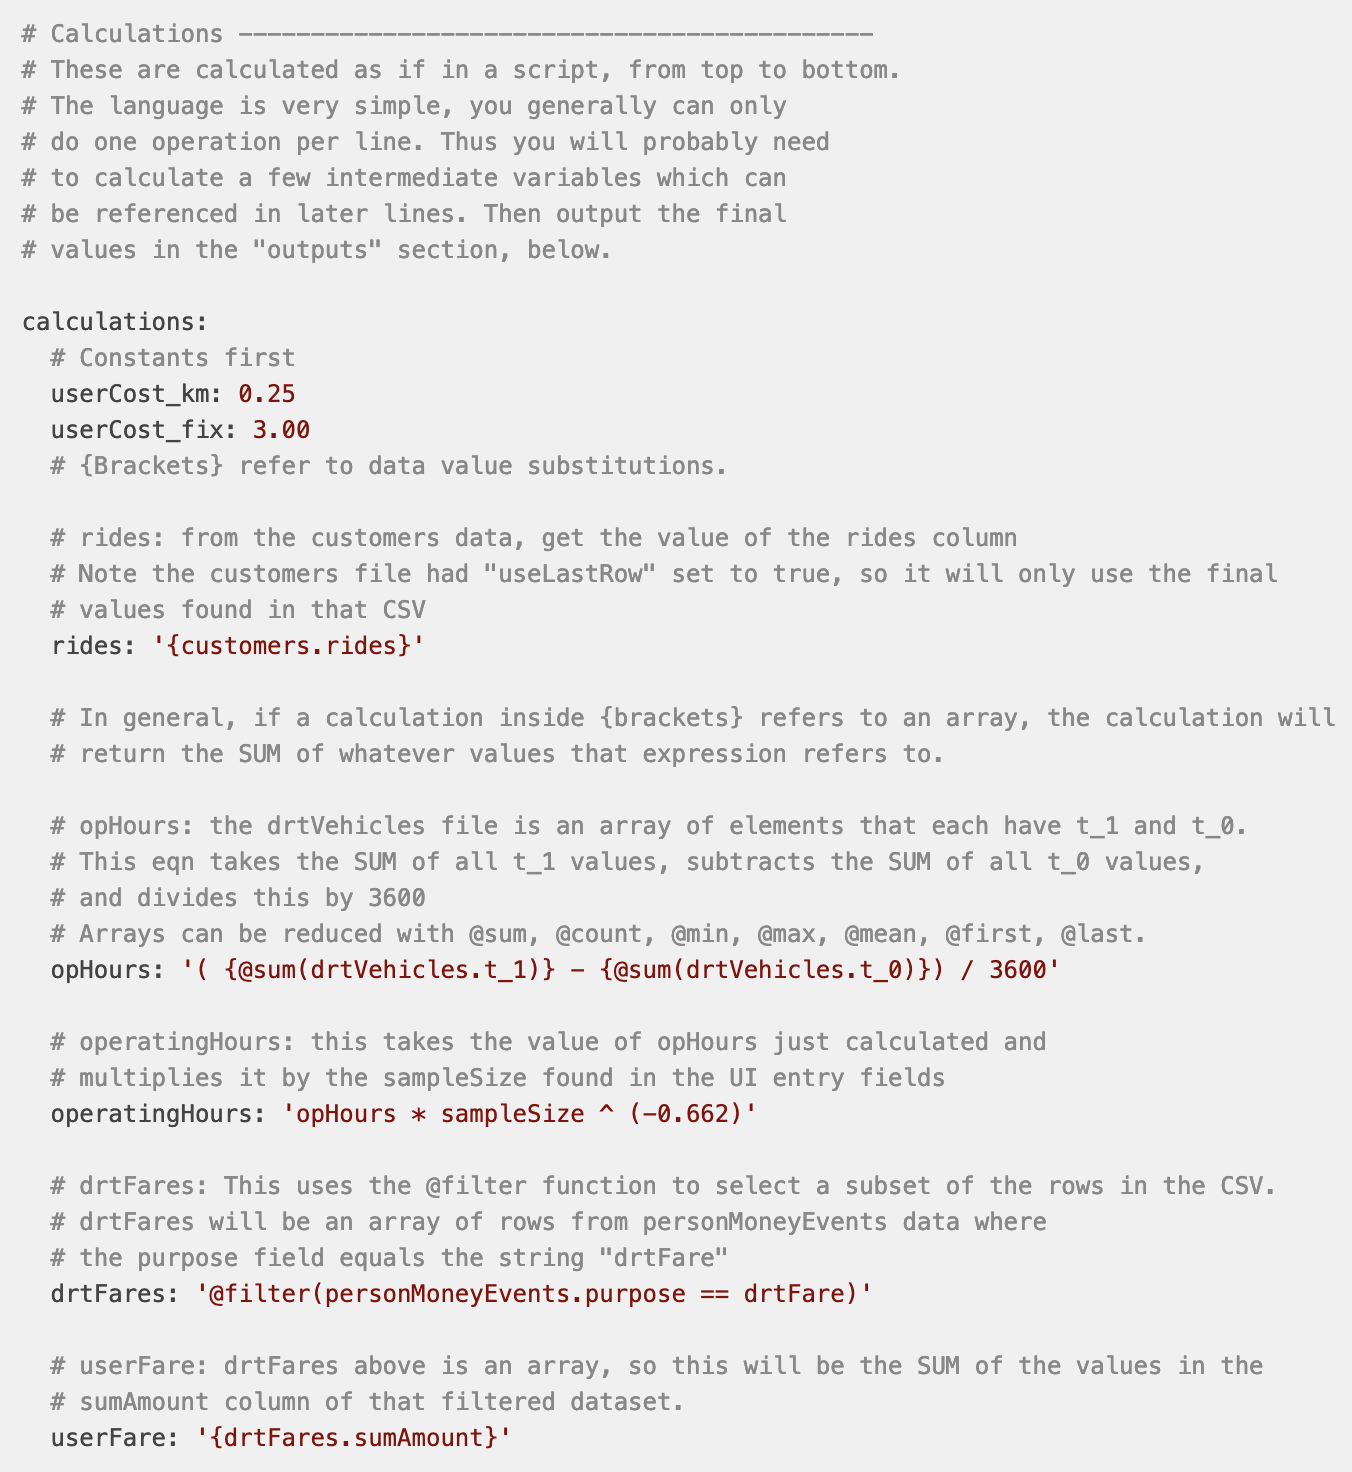 # Calculations --------------------------------------------
# These are calculated as if in a script, from top to bottom.
# The language is very simple, you generally can only
# do one operation per line. Thus you will probably need
# to calculate a few intermediate variables which can
# be referenced in later lines. Then output the final
# values in the "outputs" section, below.
calculations:
# Constants first
userCost_km: 0.25
userCost_fix: 3.00
# {Brackets} refer to data value substitutions.
# rides: from the customers data, get the value of the rides column
# Note the customers file had "useLastRow" set to true, so it will only use the final
# values found in that CSV
rides: '{customers.rides}'
# In general, if a calculation inside {brackets} refers to an array, the calculation will
# return the SUM of whatever values that expression refers to.
# opHours: the drtVehicles file is an array of elements that each have t_1 and t_0.
# This eqn takes the SUM of all t_1 values, subtracts the SUM of all t_0 values,
# and divides this by 3600
# Arrays can be reduced with @sum, @count, @min, @max, @mean, @first, @last.
opHours: '( {@sum(drtVehicles.t_1)} - {@sum(drtVehicles.t_0)}) / 3600'
# operatingHours: this takes the value of opHours just calculated and
# multiplies it by the sampleSize found in the UI entry fields
operatingHours: 'opHours * sampleSize ^ (-0.662)'
# drtFares: This uses the @filter function to select a subset of the rows in the CSV.
# drtFares will be an array of rows from personMoneyEvents data where
# the purpose field equals the string "drtFare"
drtFares: '@filter(personMoneyEvents.purpose == drtFare)'
# userFare: drtFares above is an array, so this will be the SUM of the values in the
# sumAmount column of that filtered dataset.
userFare: '{drtFares.sumAmount}'